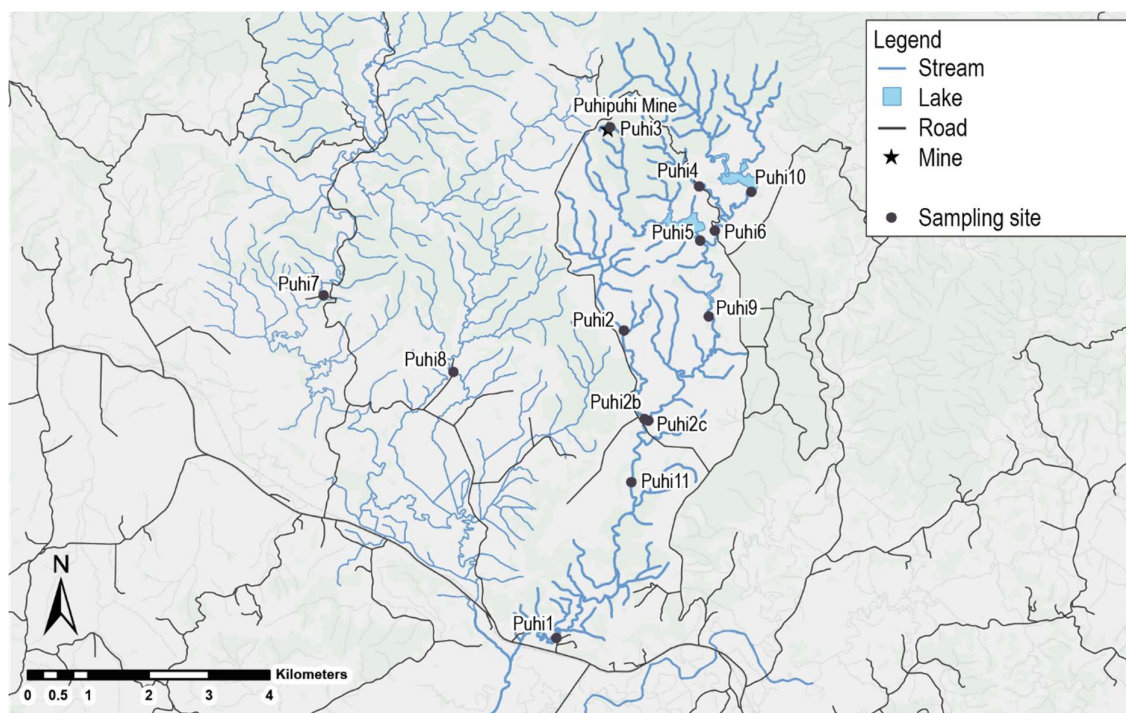 Legend
Stream
Lake
Road
Mine
Sampling site
Puhipuhi Mine
Puhi3
Puhi4
Puhi10
Puhi5
Puhi6
Puhi7
Puhi9
Puhi2
Puhi8
Puhi2b
Puhi2c
Puhi11
N
Puhi1
Kilometers
0 0.5 1 2 3 4